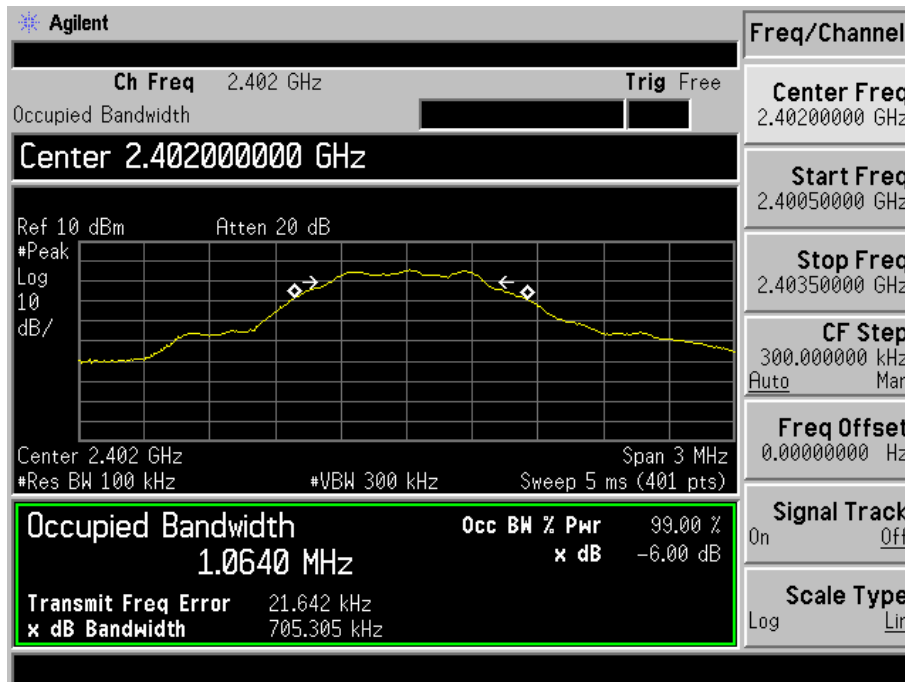 Agilent
Ch Freq 2.402 GHz Trig Free
Occupied Bandwidth
Center 2.402000000 GHz
Ref 10 dBm Atten 20 dB
#Peak
Log
10
dB/
Center 2.402 GHz Span 3 MHz
#Res BW 100 kHz #VBW 300 kHz Sweep 5 ms (401 pts)
Occupied Bandwidth Occ BW % Pwr 99.00 %
1.0640 MHz x dB -6.00 dB
Transmit Freq Error 21.642 kHz
x dB Bandwidth 705.305 kHz
Freq/Channel
Center Freq
2.40200000 GHz
Start Freq
2.40050000 GHz
Stop Freq
2.40350000 GHz
CF Step
300.000000 kHz
Auto Man
Freq Offset
0.00000000 Hz
Signal Track
On Off
Scale Type
Log Lin